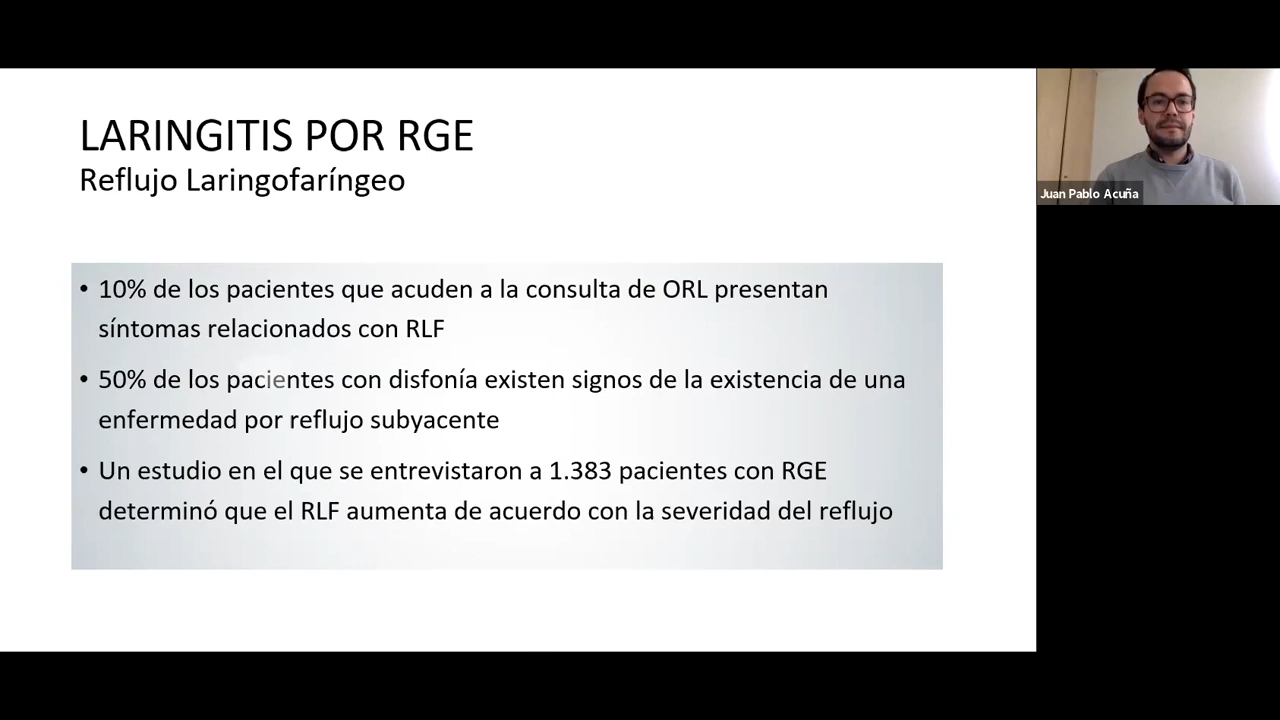 LARINGITIS POR RGE
Reflujo Laringofaríngeo
• 10% de los pacientes que acuden a la consulta de ORL presentan
síntomas relacionados con RLF
• 50% de los pacientes con disfonía existen signos de la existencia de una
enfermedad por reflujo subyacente
• Un estudio en el que se entrevistaron a 1.383 pacientes con RGE
determinó que el RLF aumenta de acuerdo con la severidad del reflujo
Juan Pablo Acuña